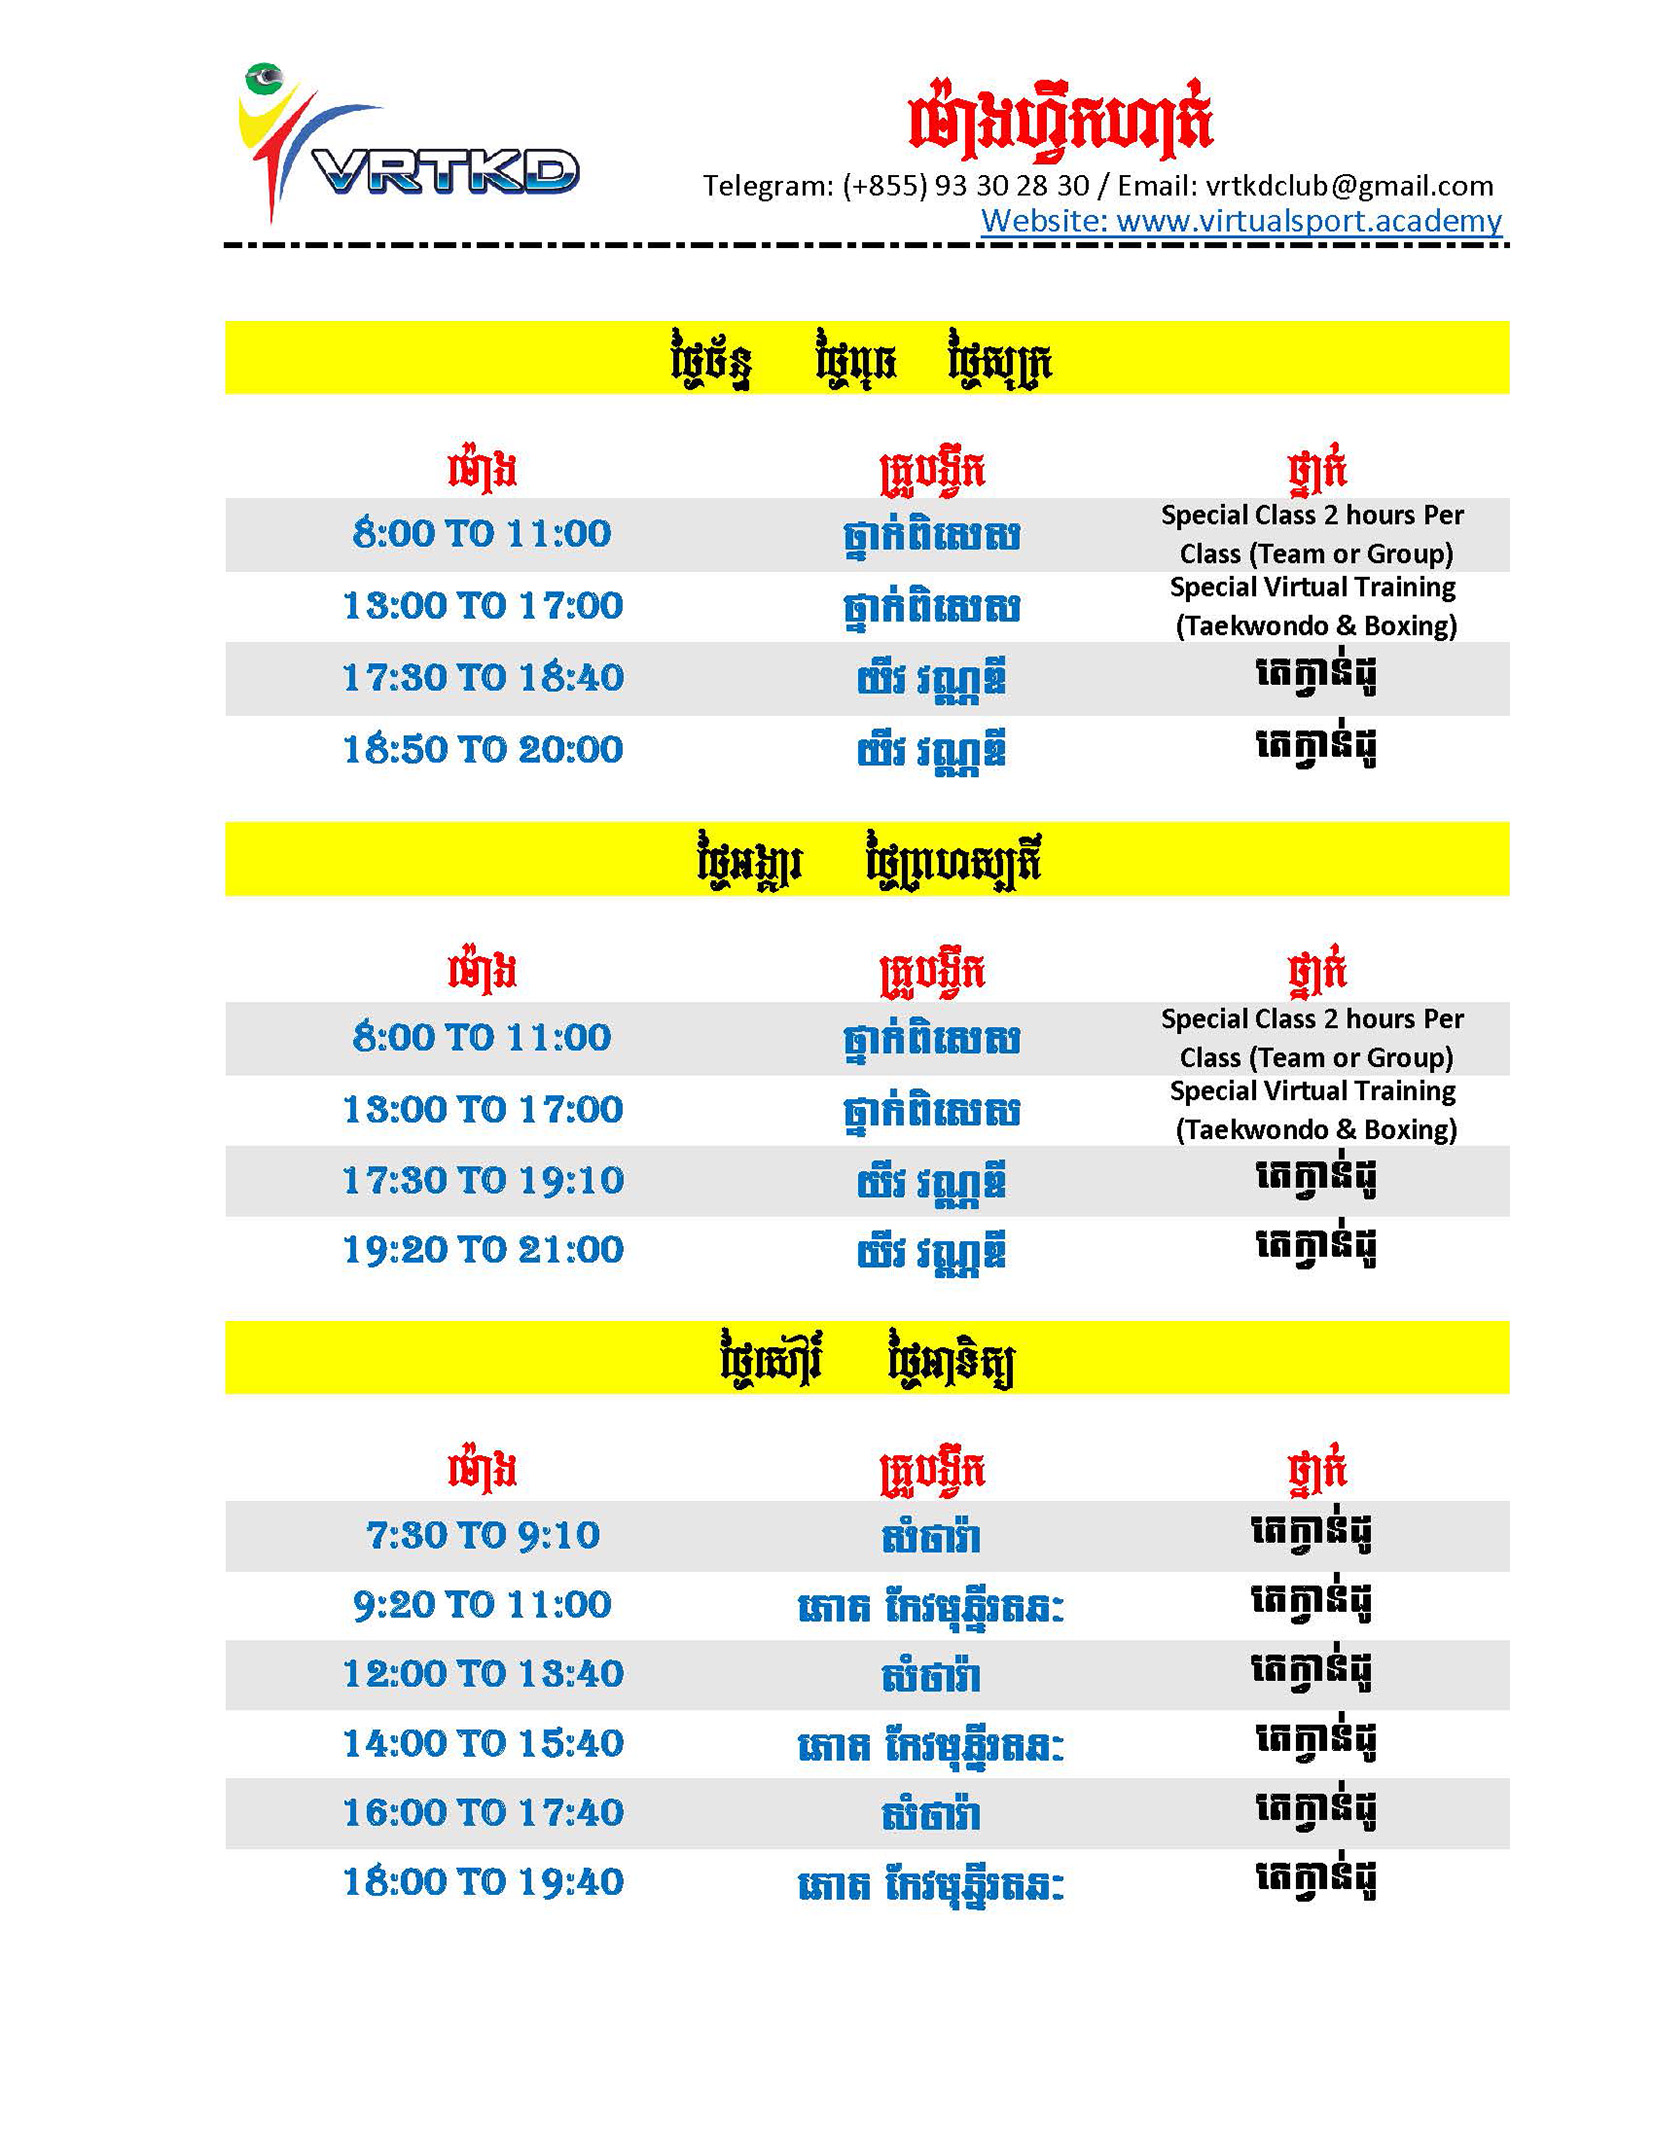 VRTKD
ម៉ោងហ្វឹកហាត់
Telegram: (+855) 93 30 28 30 / Email: vrtkdclub@gmail.com
Website: www.virtualsport.academy
ថ្ងៃច័ន្ទ ថ្ងៃពុធ ថ្ងៃសុក្រ
ម៉ោង គ្រូបង្វឹក ថ្នាក់
8:00 TO 11:00 ថ្នាក់ពិសេស Special Class 2 hours Per
Class (Team or Group)
13:00 TO 17:00 ថ្នាក់ពិសេស Special Virtual Training
(Taekwondo & Boxing)
17:30 TO 18:40 យីវ វណ្ណឌី តេក្វាន់ដូ
18:50 TO 20:00 យីវ វណ្ណឌី តេក្វាន់ដូ
ថ្ងៃអង្គារ ថ្ងៃព្រហស្បតិ៍
ម៉ោង គ្រូបង្វឹក ថ្នាក់
8:00 TO 11:00 ថ្នាក់ពិសេស Special Class 2 hours Per
Class (Team or Group)
13:00 TO 17:00 ថ្នាក់ពិសេស Special Virtual Training
(Taekwondo & Boxing)
17:30 TO 19:10 យីវ វណ្ណឌី តេក្វាន់ដូ
19:20 TO 21:00 យីវ វណ្ណឌី តេក្វាន់ដូ
ថ្ងៃសៅរ៍ ថ្ងៃអាទិត្យ
ម៉ោង គ្រូបង្វឹក ថ្នាក់
7:30 TO 9:10 សំថារ៉ា តេក្វាន់ដូ
9:20 TO 11:00 ភោគ កែវមុន្នីរតនៈ តេក្វាន់ដូ
12:00 TO 13:40 សំថារ៉ា តេក្វាន់ដូ
14:00 TO 15:40 ភោគ កែវមុន្នីរតនៈ តេក្វាន់ដូ
16:00 TO 17:40 សំថារ៉ា តេក្វាន់ដូ
18:00 TO 19:40 ភោគ កែវមុន្នីរតនៈ តេក្វាន់ដូ